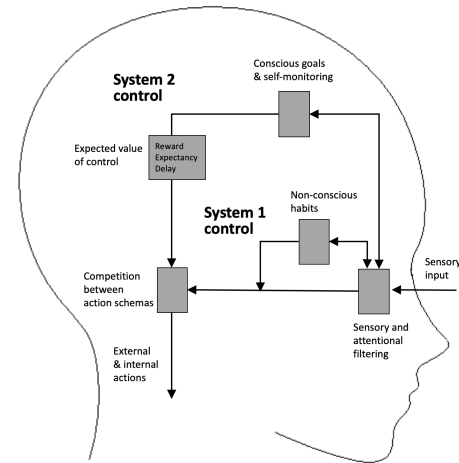 Conscious goals
& self-monitoring
System 2
control
Expected value
of control
Reward
Expectancy
Delay
Non-conscious
habits
System 1
control
Sensory
input
Competition
between
action schemas
Sensory and
attentional
filtering
External
& internal
actions